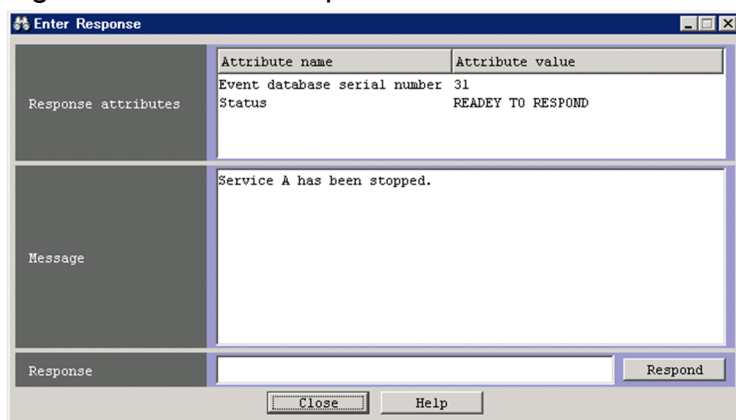 Enter Response
Attribute name Attribute value
Event database serial number 31
Status READEY TO RESPOND
Response attributes
Service A has been stopped.
Message
Response Respond
Close Help